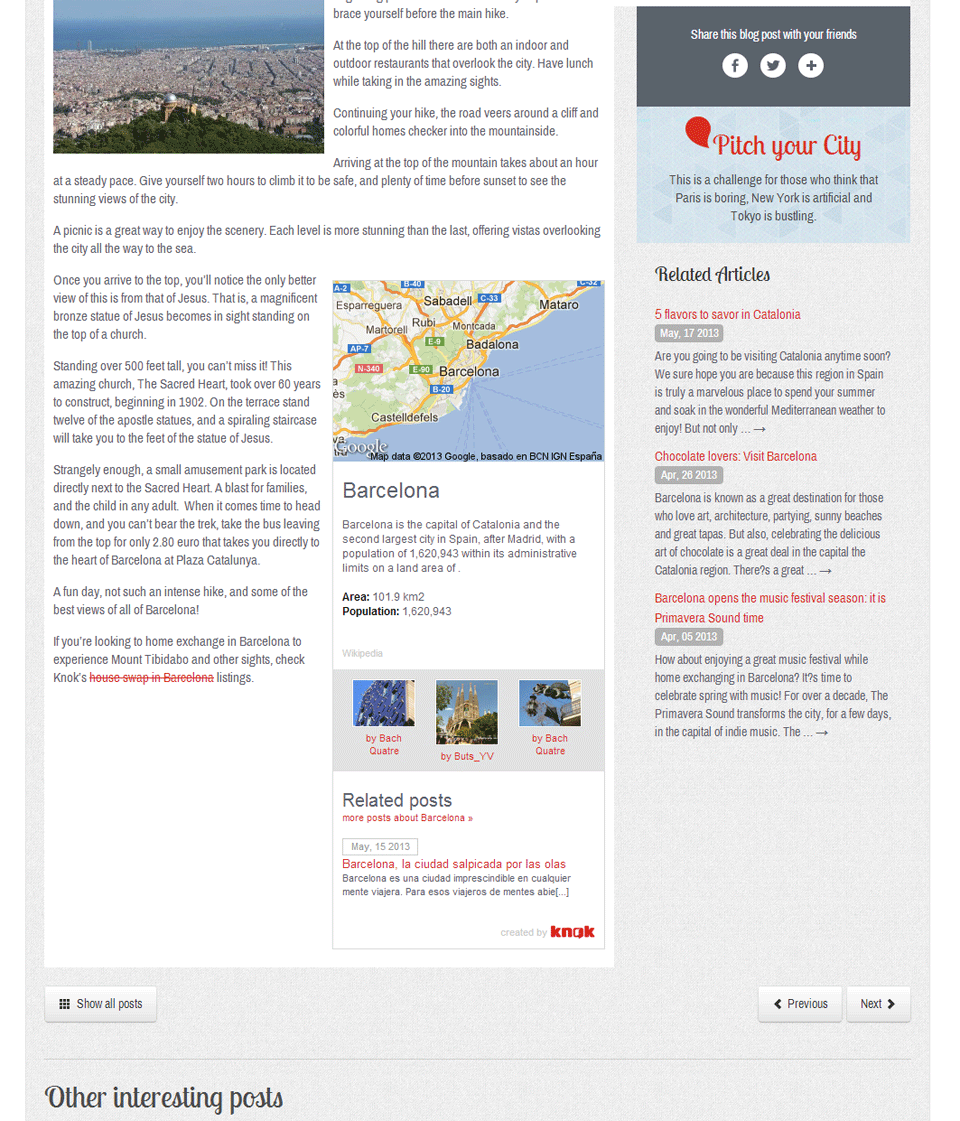 brace yourself before the main hike.
At the top of the hill there are both an indoor and
outdoor restaurants that overlook the city. Have lunch
while taking in the amazing sights.
Continuing your hike, the road veers around a cliff and
colorful homes checker into the mountainside.
Arriving at the top of the mountain takes about an hour
at a steady pace. Give yourself two hours to climb it to be safe, and plenty of time before sunset to see the
stunning views of the city.
A picnic is a great way to enjoy the scenery. Each level is more stunning than the last, offering vistas overlooking
the city all the way to the sea.
Once you arrive to the top, you’ll notice the only better
view of this is from that of Jesus. That is, a magnificent
bronze statue of Jesus becomes in sight standing on
the top of a church.
Standing over 500 feet tall, you can’t miss it! This
amazing church, The Sacred Heart, took over 60 years
to construct, beginning in 1902. On the terrace stand
twelve of the apostle statues, and a spiraling staircase
will take you to the feet of the statue of Jesus.
Strangely enough, a small amusement park is located
directly next to the Sacred Heart. A blast for families,
and the child in any adult.  When it comes time to head
down, and you can’t bear the trek, take the bus leaving
from the top for only 2.80 euro that takes you directly to
the heart of Barcelona at Plaza Catalunya.
A fun day, not such an intense hike, and some of the
best views of all of Barcelona!
If you’re looking to home exchange in Barcelona to
experience Mount Tibidabo and other sights, check
Knok’s house swap in Barcelona listings.
A-2 B-40 C-32
Esparreguera Sabadell C-33 Mataro
Martorell Rubi Montcada
AP-7 E-9 Badalona
N-340 E-90 Barcelona
B-20
Castelldefels
Google
Map data ©2013 Google, basado en BCN IGN España
Barcelona
Barcelona is the capital of Catalonia and the
second largest city in Spain, after Madrid, with a
population of 1,620,943 within its administrative
limits on a land area of .
Area: 101.9 km2
Population: 1,620,943
Wikipedia
by Bach
Quatre
by Buts_YV
by Bach
Quatre
Related posts
more posts about Barcelona »
May, 15 2013
Barcelona, la ciudad salpicada por las olas
Barcelona es una ciudad imprescindible en cualquier
mente viajera. Para esos viajeros de mentes abie[...]
created by knok
Share this blog post with your friends
Pitch your City
This is a challenge for those who think that
Paris is boring, New York is artificial and
Tokyo is bustling.
Related Articles
5 flavors to savor in Catalonia
May, 17 2013
Are you going to be visiting Catalonia anytime soon?
We sure hope you are because this region in Spain
is truly a marvelous place to spend your summer
and soak in the wonderful Mediterranean weather to
enjoy! But not only ... →
Chocolate lovers: Visit Barcelona
Apr, 26 2013
Barcelona is known as a great destination for those
who love art, architecture, partying, sunny beaches
and great tapas. But also, celebrating the delicious
art of chocolate is a great deal in the capital the
Catalonia region. There?s a great ... →
Barcelona opens the music festival season: it is
Primavera Sound time
Apr, 05 2013
How about enjoying a great music festival while
home exchanging in Barcelona? It?s time to
celebrate spring with music! For over a decade, The
Primavera Sound transforms the city, for a few days,
in the capital of indie music. The ... →
Show all posts
Previous
Next
Other interesting posts